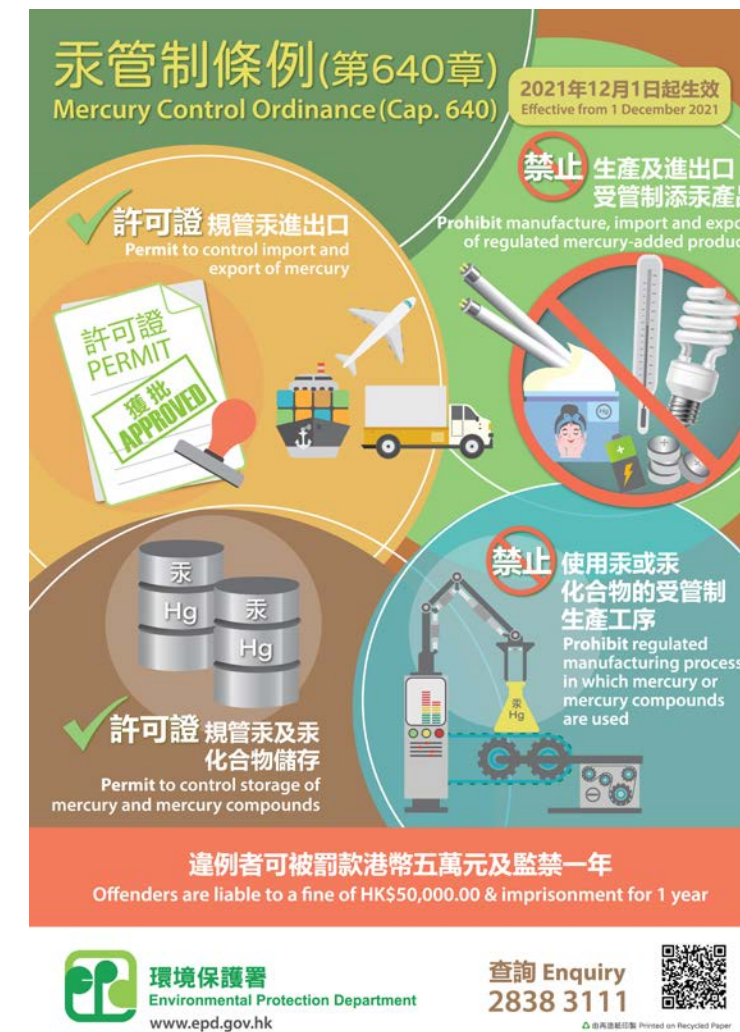 汞管制條例(第640章)
Mercury Control Ordinance (Cap. 640)
2021年12月1日起生效
Effective from 1 December 2021
許可證 規管汞進出口
Permit to control import and
export of mercury
許可證
PERMIT
獲批
APPROVED
禁止 生產及進出口
受管制添汞產品
Prohibit manufacture, import and expo
of regulated mercury-added produc
Hg
汞
Hg
汞
Hg
許可證 規管汞及汞
化合物儲存
Permit to control storage of
mercury and mercury compounds
禁止 使用汞或汞
化合物的受管制
生產工序
Prohibit regulated
manufacturing process
in which mercury or
mercury compounds
are used
汞
Hg
違例者可被罰款港幣五萬元及監禁一年
Offenders are liable to a fine of HK$50,000.00 & imprisonment for 1 year
環境保護署
Environmental Protection Department
www.epd.gov.hk
查詢 Enquiry
2838 3111
由再造紙印製 Printed on Recycled Paper